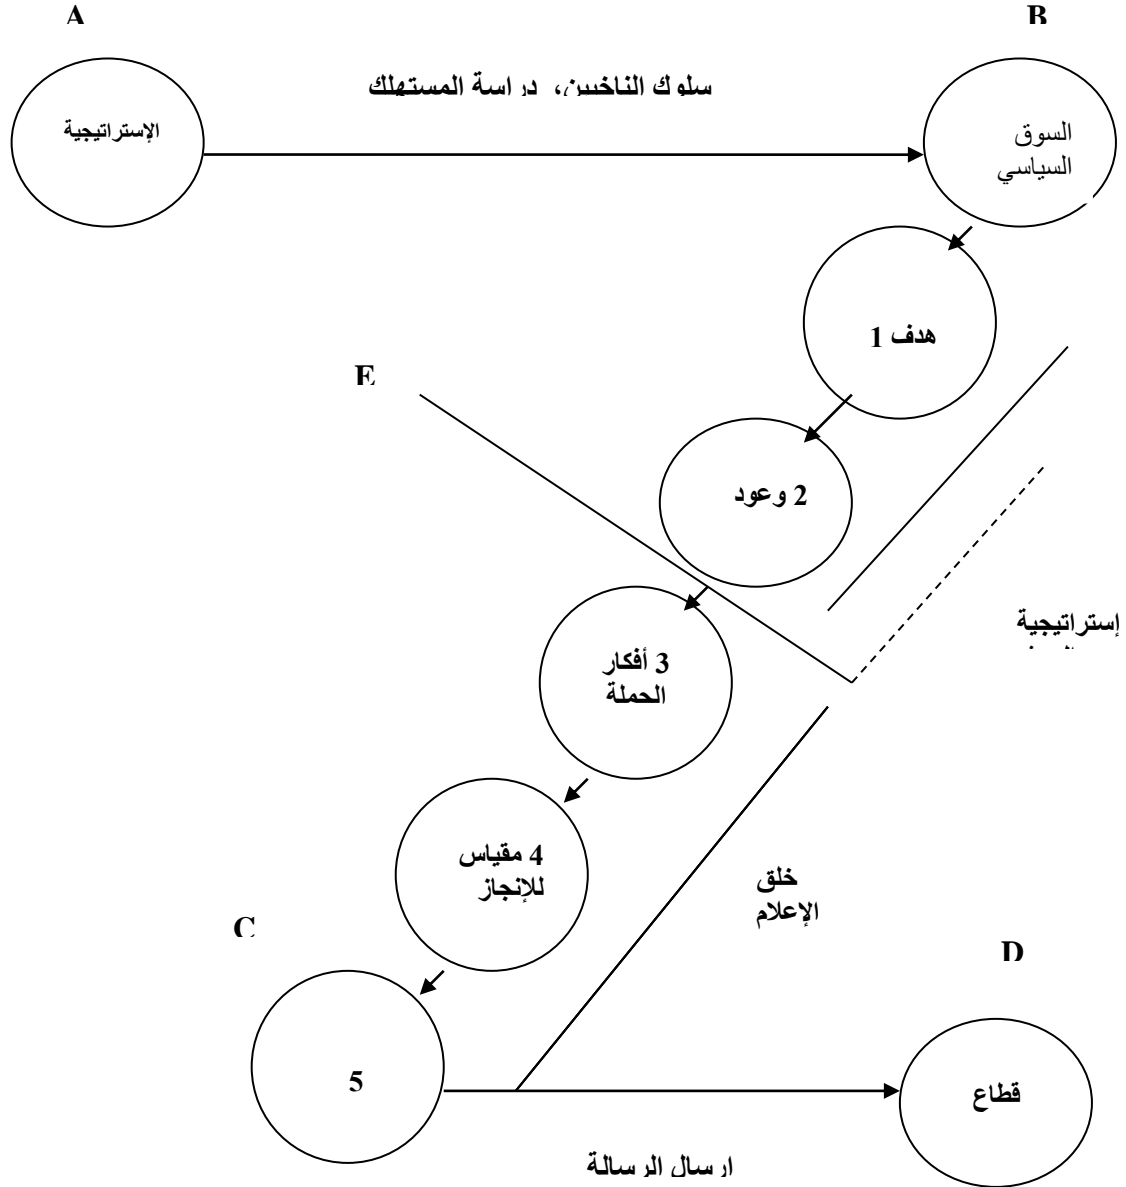 A
B
سلوك الناخبين، دراسة المستهلك
الإستراتيجية
السوق
السياسي
هدف 1
E
2 وعود
إستراتيجية
3 أفكار
الحملة
4 مقياس
للإنجاز
خلق
الإعلام
C
D
5
قطاع
ارسال الرسالة